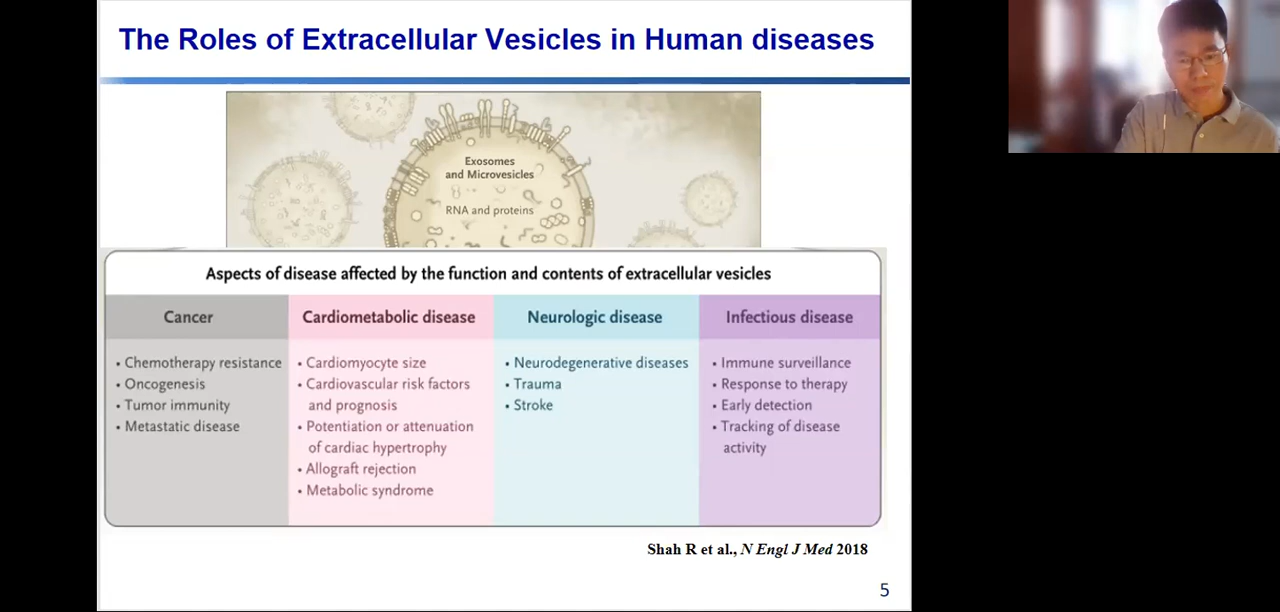 The Roles of Extracellular Vesicles in Human diseases
Exosomes
and Microvesicles
RNA and proteins
Aspects of disease affected by the function and contents of extracellular vesicles
Cancer
• Chemotherapy resistance
• Oncogenesis
• Tumor immunity
• Metastatic disease
Cardiometabolic disease
• Cardiomyocyte size
• Cardiovascular risk factors
and prognosis
• Potentiation or attenuation
of cardiac hypertrophy
• Allograft rejection
• Metabolic syndrome
Neurologic disease
• Neurodegenerative diseases
• Trauma
• Stroke
Infectious disease
• Immune surveillance
• Response to therapy
• Early detection
• Tracking of disease
activity
Shah R et al., N Engl J Med 2018
5